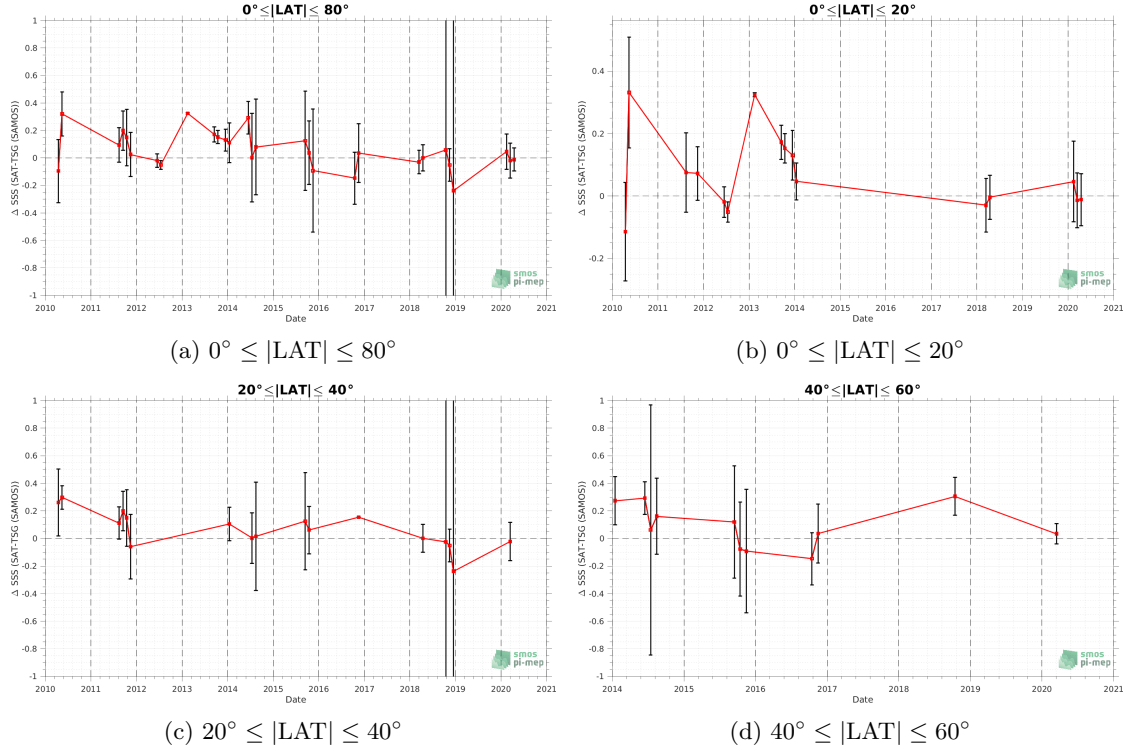 0°≤|LAT|≤ 80°
Δ SSS (SAT-TSG (SAMOS))
1
0.8
0.6
0.4
0.2
0
-0.2
-0.4
-0.6
-0.8
-1
2010 2011 2012 2013 2014 2015 2016 2017 2018 2019 2020 2021
Date
smos
pi-mep
(a) 0° ≤ |LAT| ≤ 80°
0°≤|LAT|≤ 20°
Δ SSS (SAT-TSG (SAMOS))
0.4
0.2
0
-0.2
2010 2011 2012 2013 2014 2015 2016 2017 2018 2019 2020 2021
Date
smos
pi-mep
(b) 0° ≤ |LAT| ≤ 20°
20°≤|LAT|≤ 40°
Δ SSS (SAT-TSG (SAMOS))
1
0.8
0.6
0.4
0.2
0
-0.2
-0.4
-0.6
-0.8
-1
2010 2011 2012 2013 2014 2015 2016 2017 2018 2019 2020 2021
Date
smos
pi-mep
(c) 20° ≤ |LAT| ≤ 40°
40°≤|LAT|≤ 60°
Δ SSS (SAT-TSG (SAMOS))
1
0.8
0.6
0.4
0.2
0
-0.2
-0.4
-0.6
-0.8
-1
2014 2015 2016 2017 2018 2019 2020 2021
Date
smos
pi-mep
(d) 40° ≤ |LAT| ≤ 60°